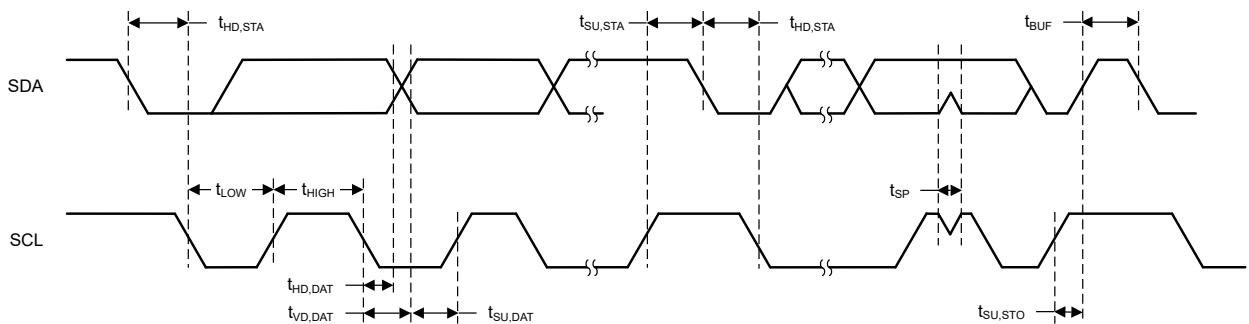 tHD,STA
tSU,STA
tHD,STA
tBUF
SDA
tLOW
tHIGH
tSP
SCL
tHD,DAT
tVD,DAT
tSU,DAT
tSU,STO